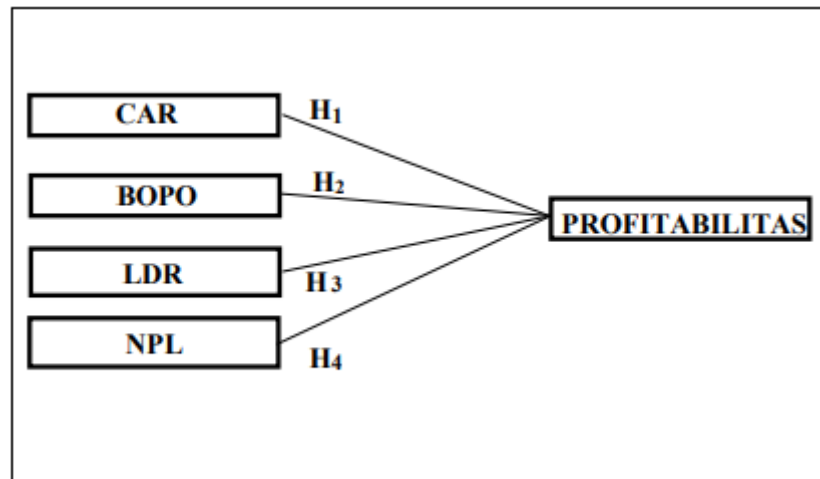 CAR
H1
BOPO
H2
PROFITABILITAS
LDR
H3
NPL
H4